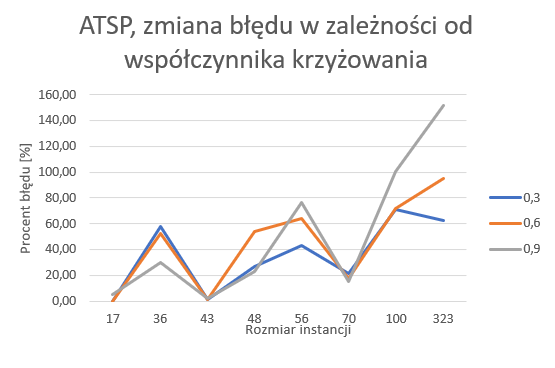 ATSP, zmiana błędu w zależności od
współczynnika krzyżowania
160,00
140,00
120,00
100,00
80,00
60,00
40,00
20,00
0,00
Procent błędu [%]
17 36 43 48 56 70 100 323
Rozmiar instancji
0,3
0,6
0,9